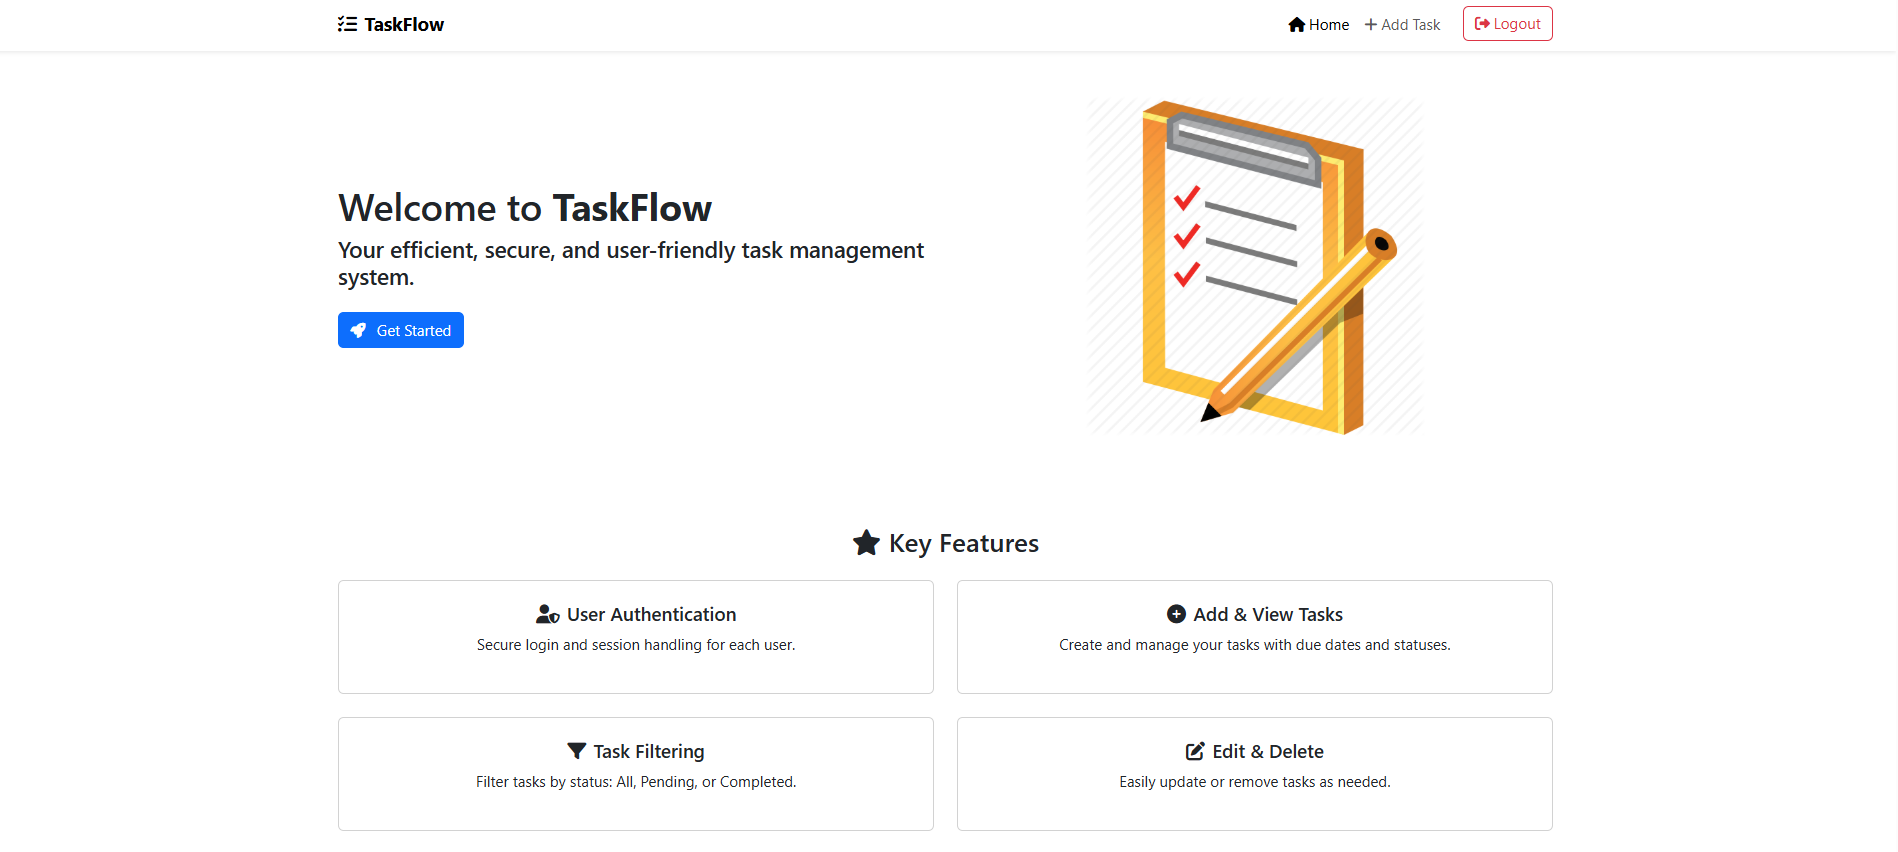 TaskFlow
Home
Add Task
Logout
Welcome to TaskFlow
Your efficient, secure, and user-friendly task management
system.
Get Started
Key Features
User Authentication
Secure login and session handling for each user.
Add & View Tasks
Create and manage your tasks with due dates and statuses.
Task Filtering
Filter tasks by status: All, Pending, or Completed.
Edit & Delete
Easily update or remove tasks as needed.